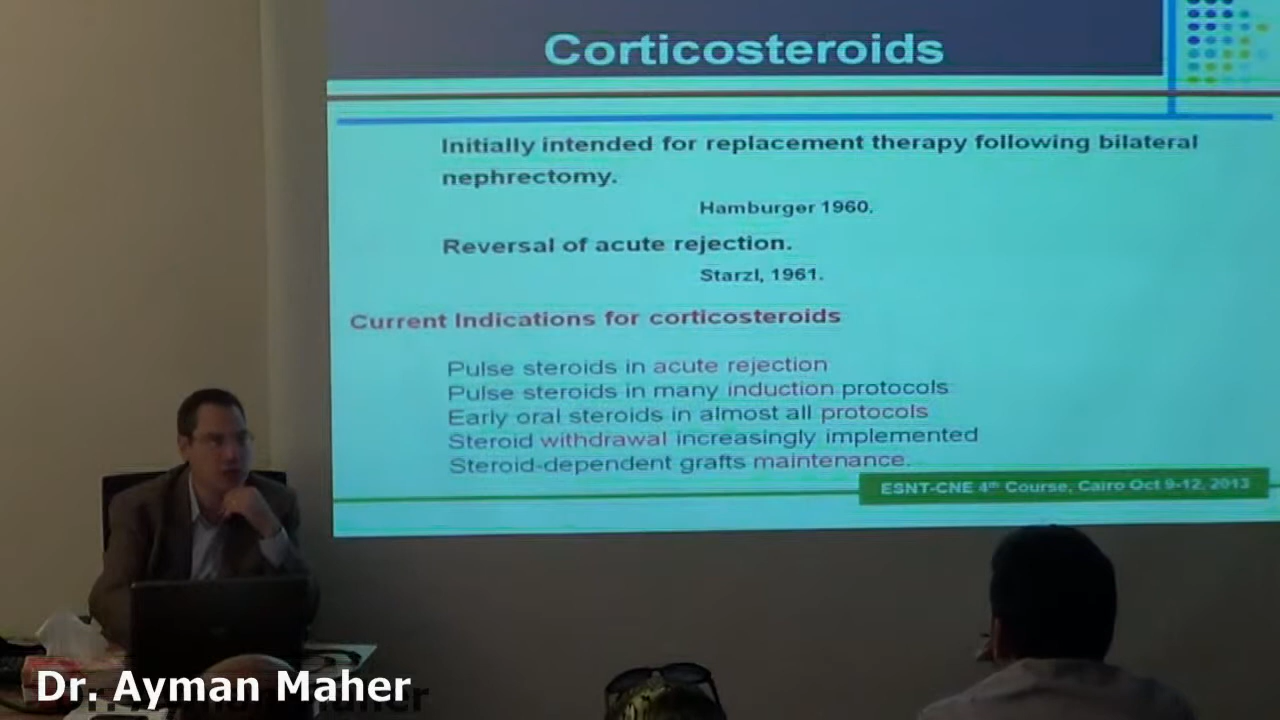 Corticosteroids
Initially intended for replacement therapy following bilateral
nephrectomy.
Hamburger 1960.
Reversal of acute rejection.
Starzl, 1961.
Current Indications for corticosteroids
Pulse steroids in acute rejection
Pulse steroids in many induction protocols
Early oral steroids in almost all protocols
Steroid withdrawal increasingly implemented
Steroid-dependent grafts maintenance.
ESNT-CNE 4th Course, Cairo Oct 9-12, 2013
Dr. Ayman Maher